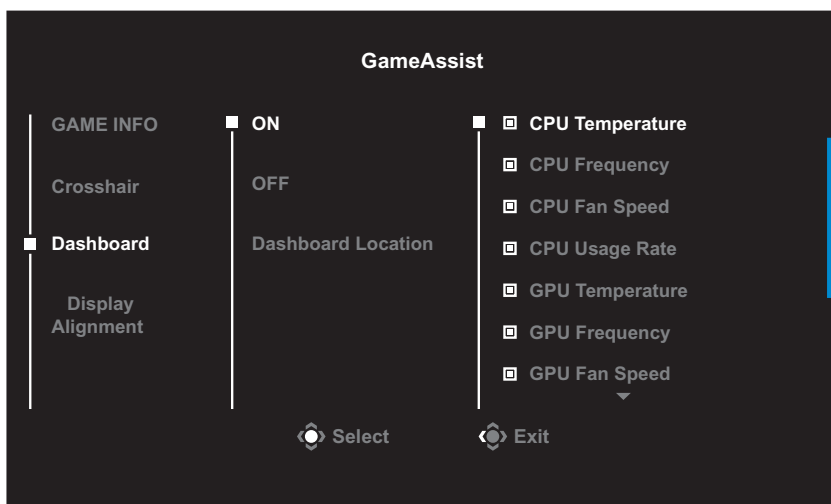 GameAssist
GAME INFO
Crosshair
Dashboard
Display
Alignment
ON
OFF
Dashboard Location
CPU Temperature
CPU Frequency
CPU Fan Speed
CPU Usage Rate
GPU Temperature
GPU Frequency
GPU Fan Speed
Select
Exit